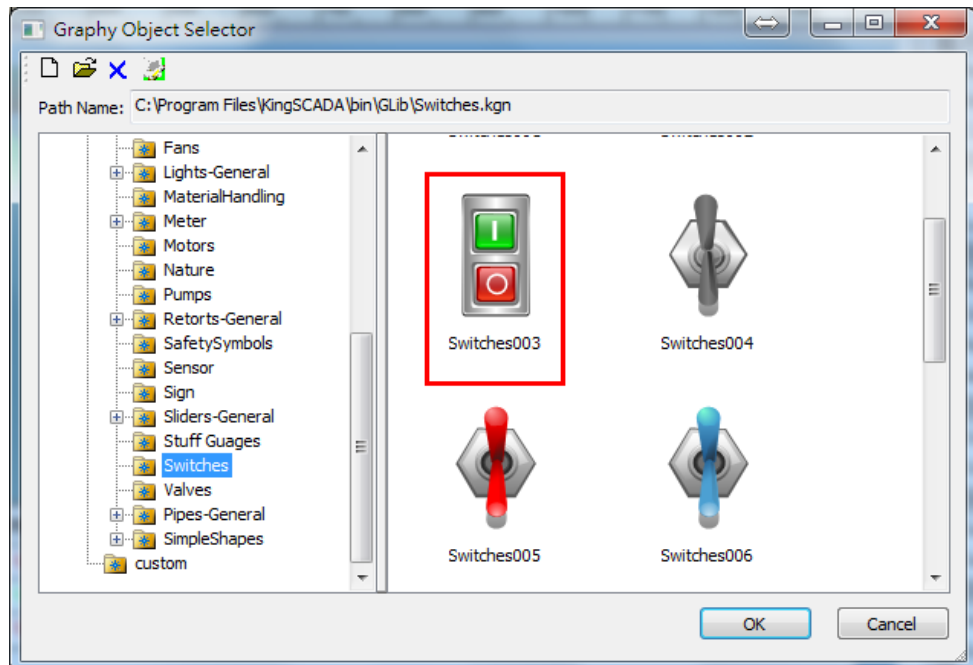 Graphy Object Selector
Path Name: C:\Program Files\KingSCADA\bin\GLib\Switches.kgn
Fans
Lights-General
MaterialHandling
Meter
Motors
Nature
Pumps
Retorts-General
SafetySymbols
Sensor
Sign
Sliders-General
Stuff Guages
Switches
Valves
Pipes-General
SimpleShapes
custom
Switches003 Switches004
Switches005 Switches006
OK Cancel